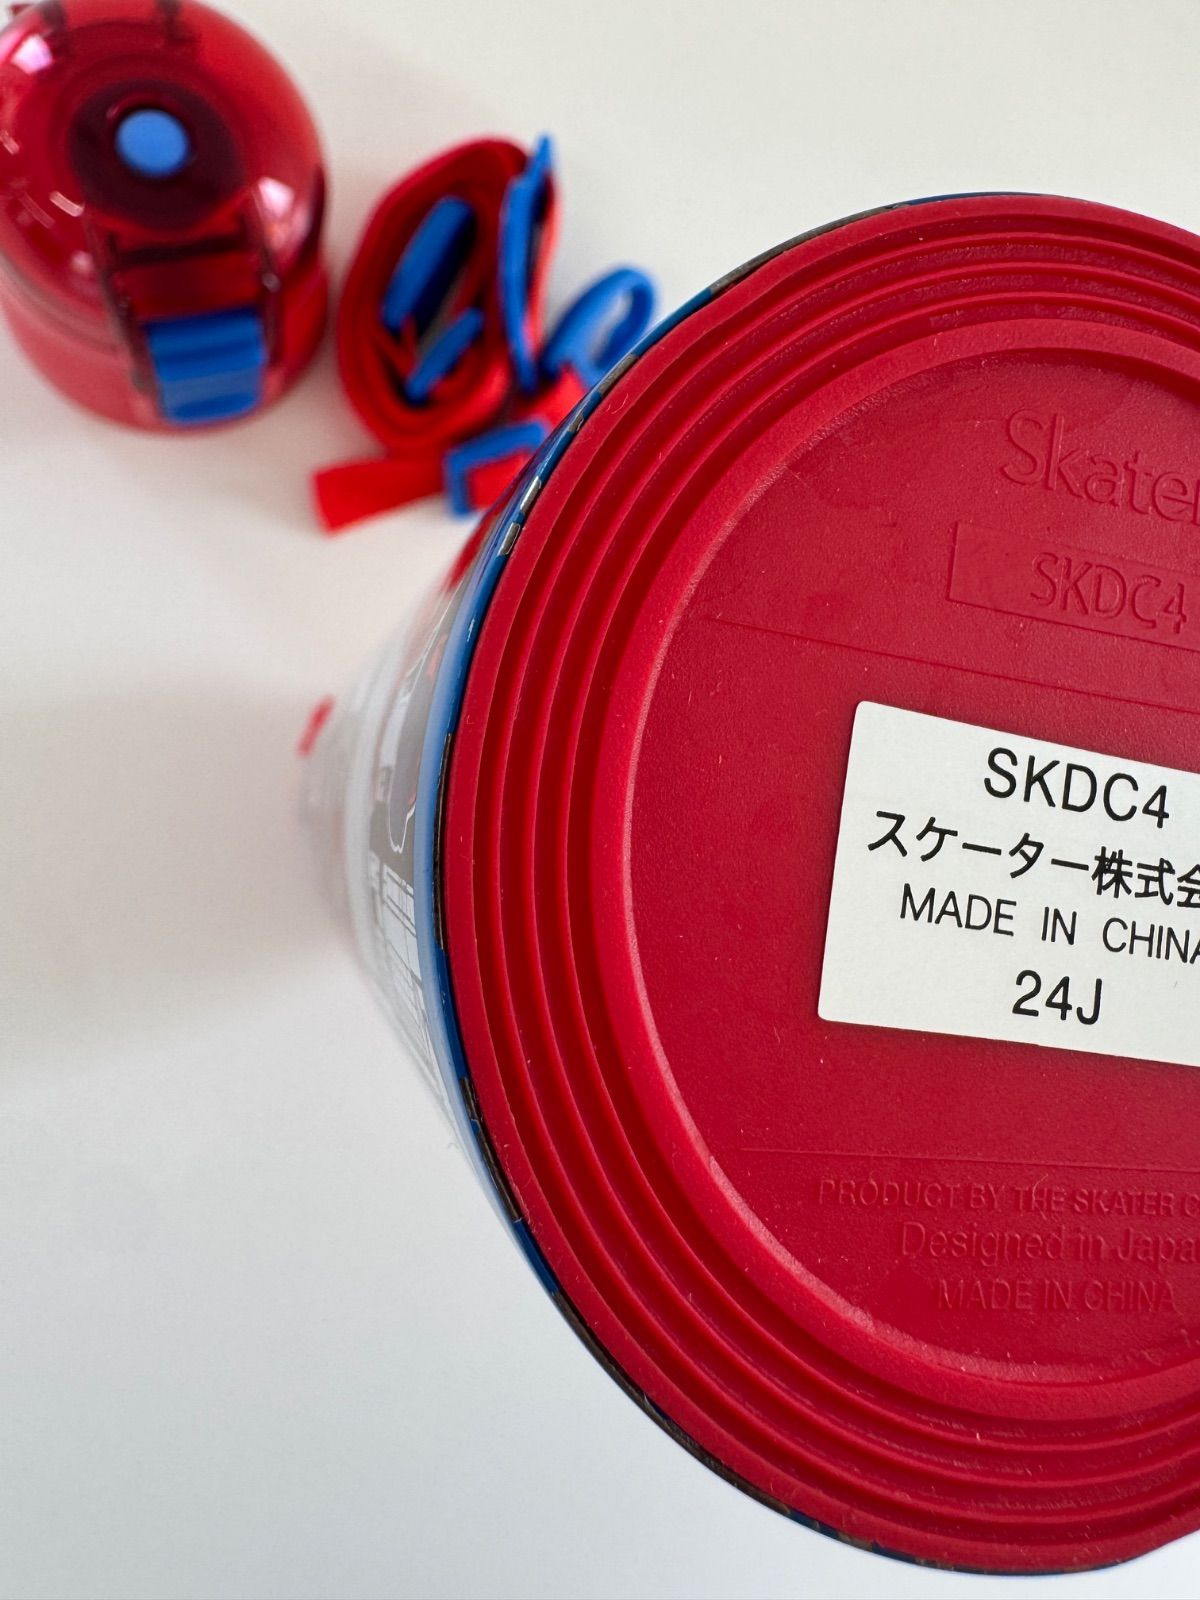 Skater
SKDC4
SKDC4
スケーター株式会
MADE IN CHINA
24J
PRODUCT BY THE SKATER
Designed in Japa
MADE IN CHINA